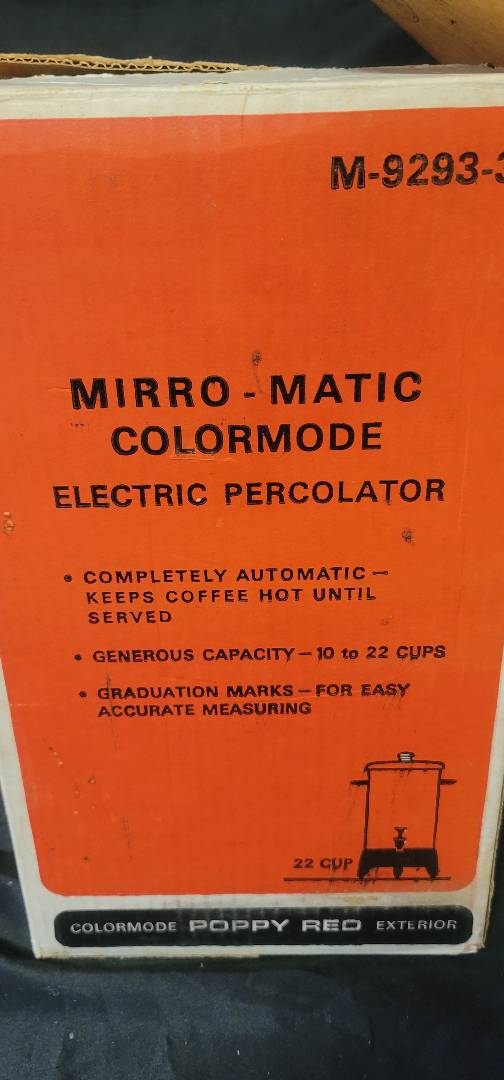 M-9293-3
MIRRO-MATIC
COLORMODE
ELECTRIC PERCOLATOR
• COMPLETELY AUTOMATIC—
KEEPS COFFEE HOT UNTIL
SERVED
• GENEROUS CAPACITY—10 to 22 CUPS
• GRADUATION MARKS—FOR EASY
ACCURATE MEASURING
22 CUP
COLORMODE POPPY RED EXTERIOR